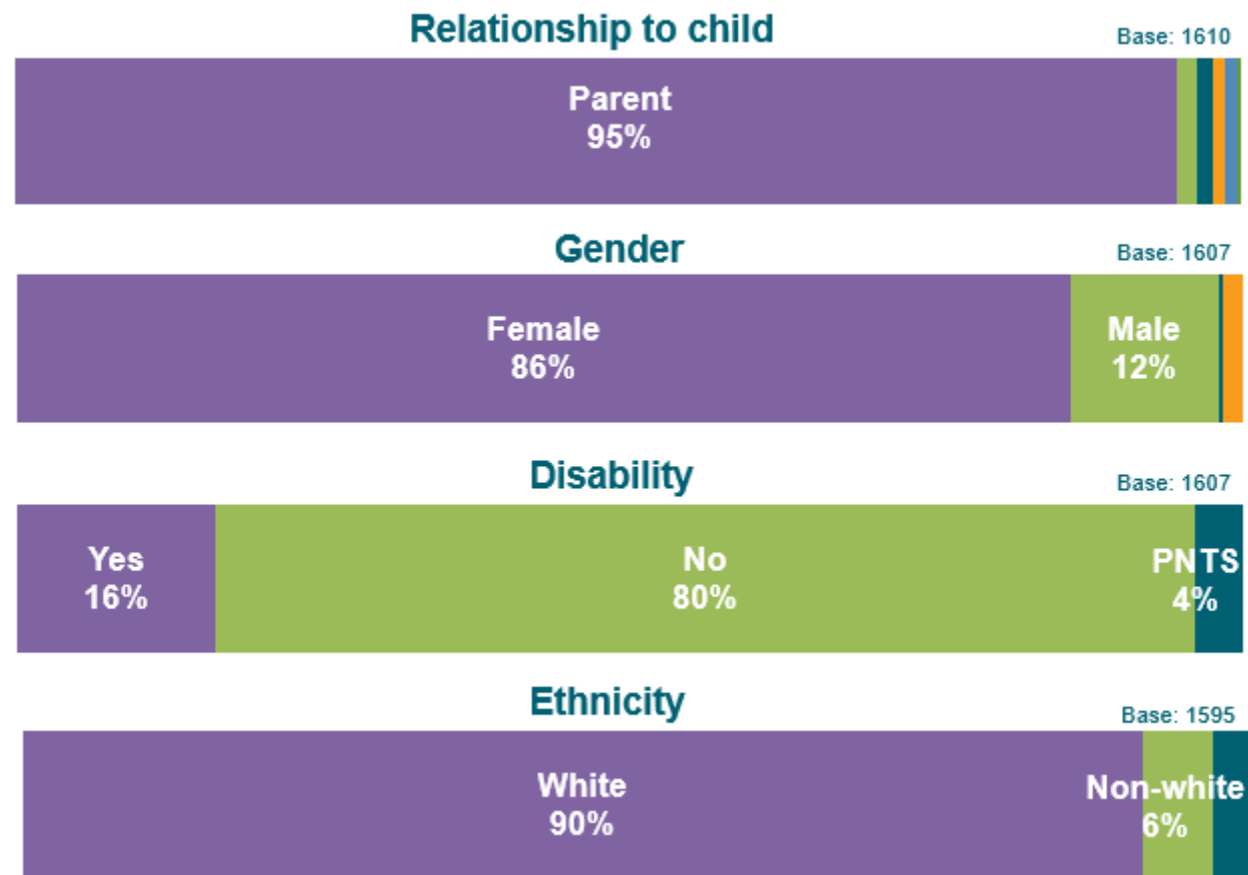 Relationship to child
Base: 1610
Parent
95%
Gender
Base: 1607
Female
86%
Male
12%
Disability
Base: 1607
Yes
16%
No
80%
PNTS
4%
Ethnicity
Base: 1595
White
90%
Non-white
6%